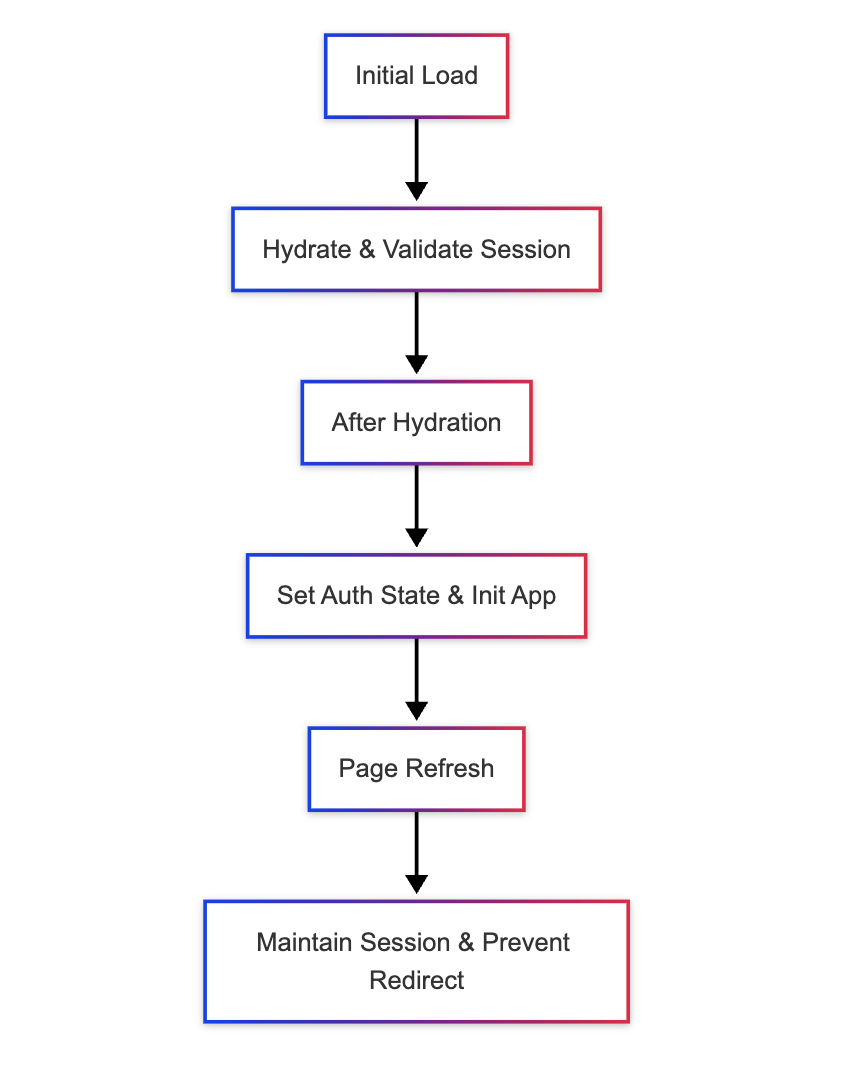 Initial Load
Hydrate & Validate Session
After Hydration
Set Auth State & Init App
Page Refresh
Maintain Session & Prevent
Redirect